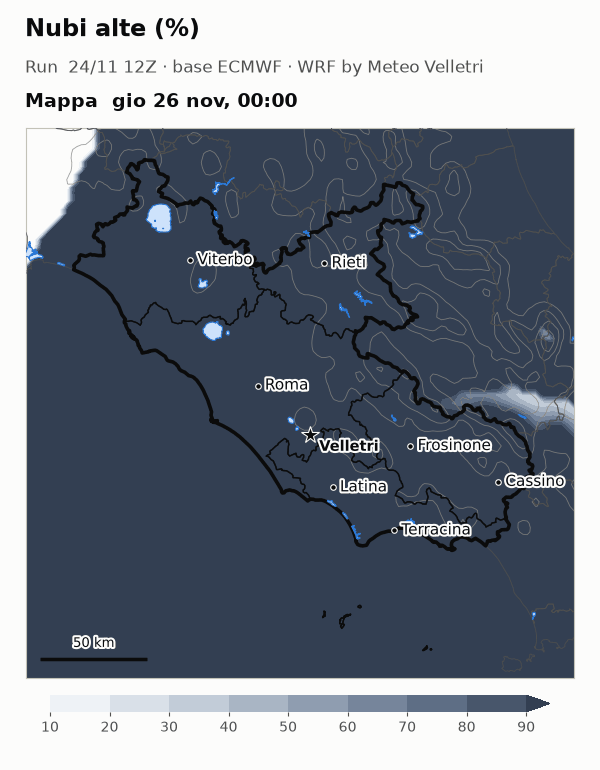 Nubi alte (%)
Run  24/11 12Z · base ECMWF · WRF by Meteo Velletri
Mappa  gio 26 nov, 00:00
Viterbo
Rieti
Roma
Velletri
Frosinone
Cassino
Latina
Terracina
50 km
10 20 30 40 50 60 70 80 90